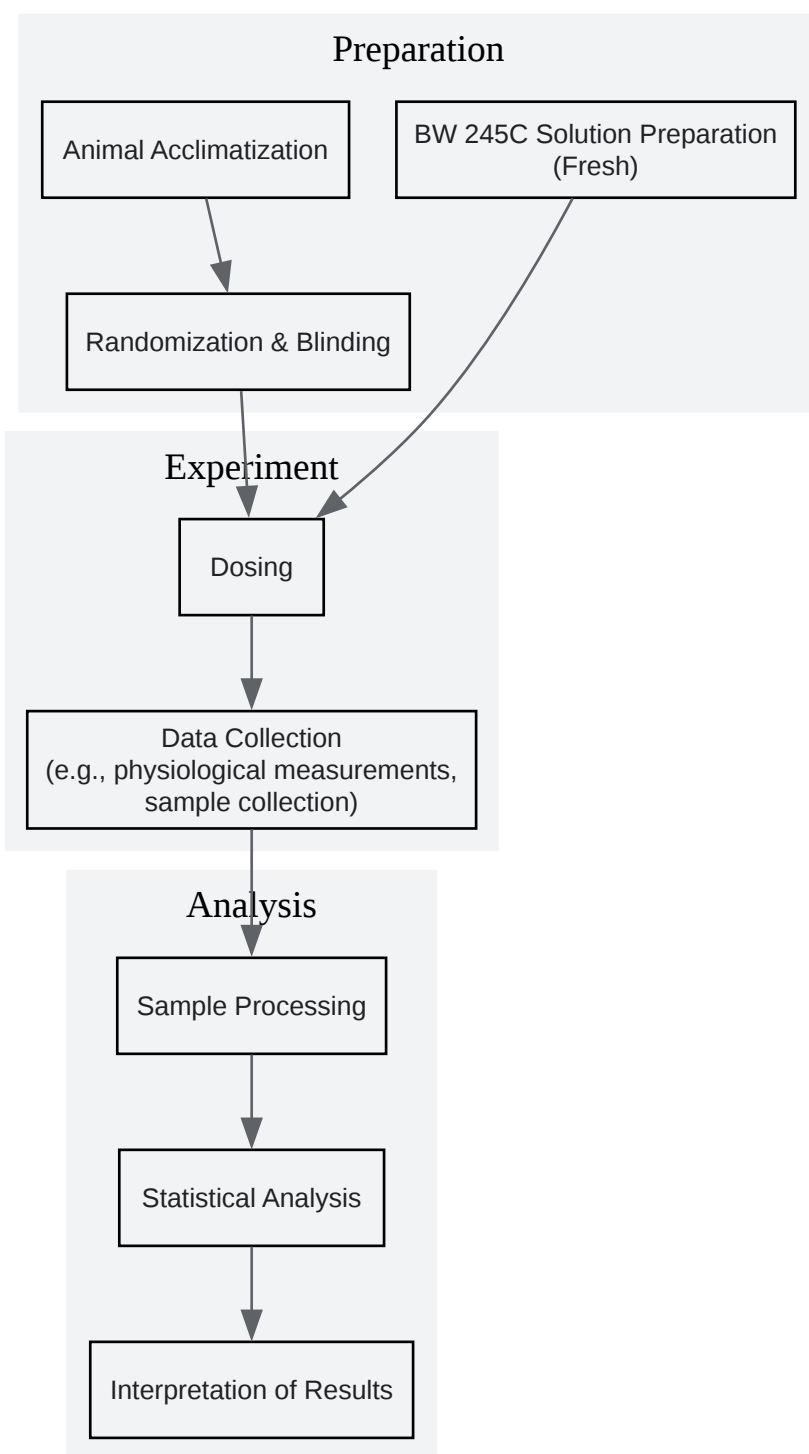 Preparation
Animal Acclimatization
BW 245C Solution Preparation
(Fresh)
Randomization & Blinding
Experiment
Dosing
Data Collection
(e.g., physiological measurements,
sample collection)
Analysis
Sample Processing
Statistical Analysis
Interpretation of Results